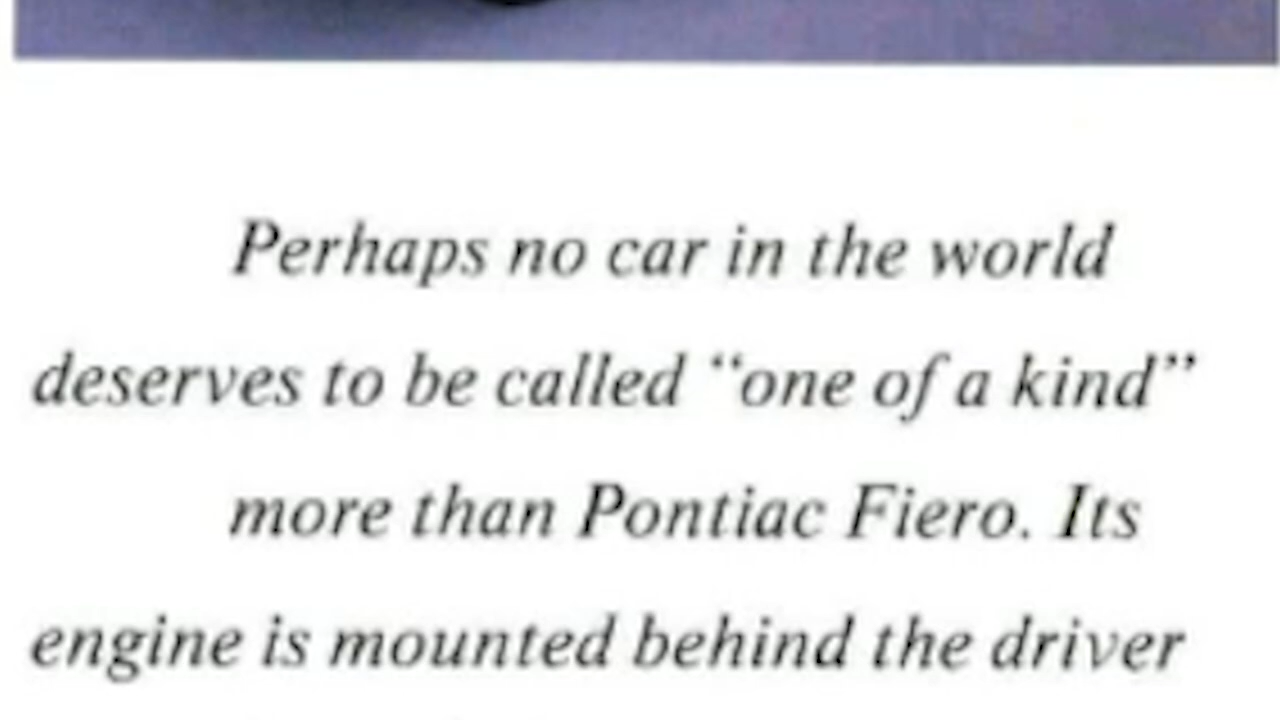 Perhaps no car in the world
deserves to be called “one of a kind”
more than Pontiac Fiero. Its
engine is mounted behind the driver